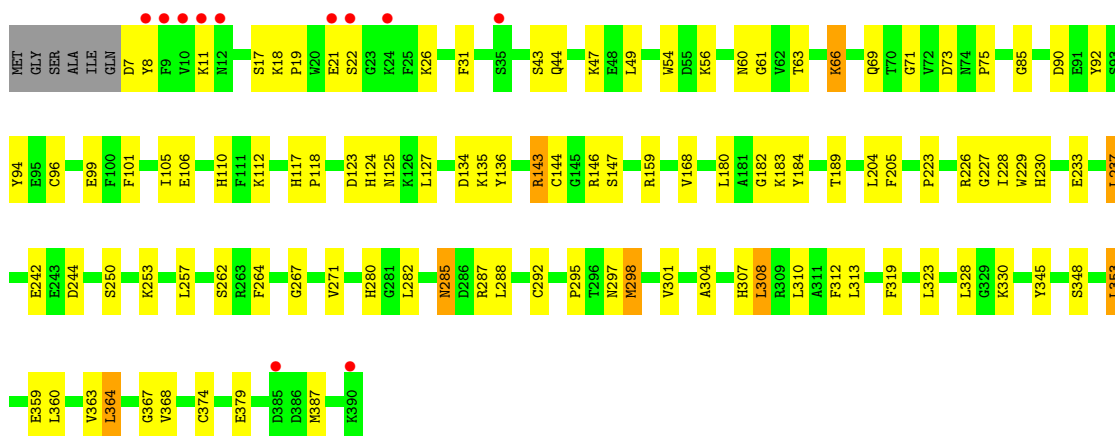 MET GLY SER ALA ILE GLN D7 Y8 F9 V10 K11 N12 S17 K18 P19 W20 E21 S22 G23 K24 F25 K26 F31 S35 S43 Q44 K47 E48 L49 W54 D55 K56 N60 G61 V62 T63 K66 Q69 T70 G71 V72 D73 N74 P75 G85 D90 E91 Y92 S93
Y94 E95 C96 E99 F100 F101 I105 E106 H110 F111 K112 H117 P118 D123 H124 N125 K126 L127 D134 K135 Y136 R143 C144 G145 R146 S147 R159 V168 L180 A181 G182 K183 Y184 T189 L204 F205 P223 R226 G227 I228 W229 H230 E233 L237
E242 E243 D244 S250 K253 L257 S262 R263 F264 G267 V271 H280 G281 L282 N285 D286 R287 L288 C292 P295 T296 N297 M298 V301 A304 H307 L308 R309 L310 A311 F312 L313 F319 L323 L328 G329 K330 Y345 S348 L353
E359 L360 V363 L364 G367 V368 C374 E379 D385 D386 M387 K390